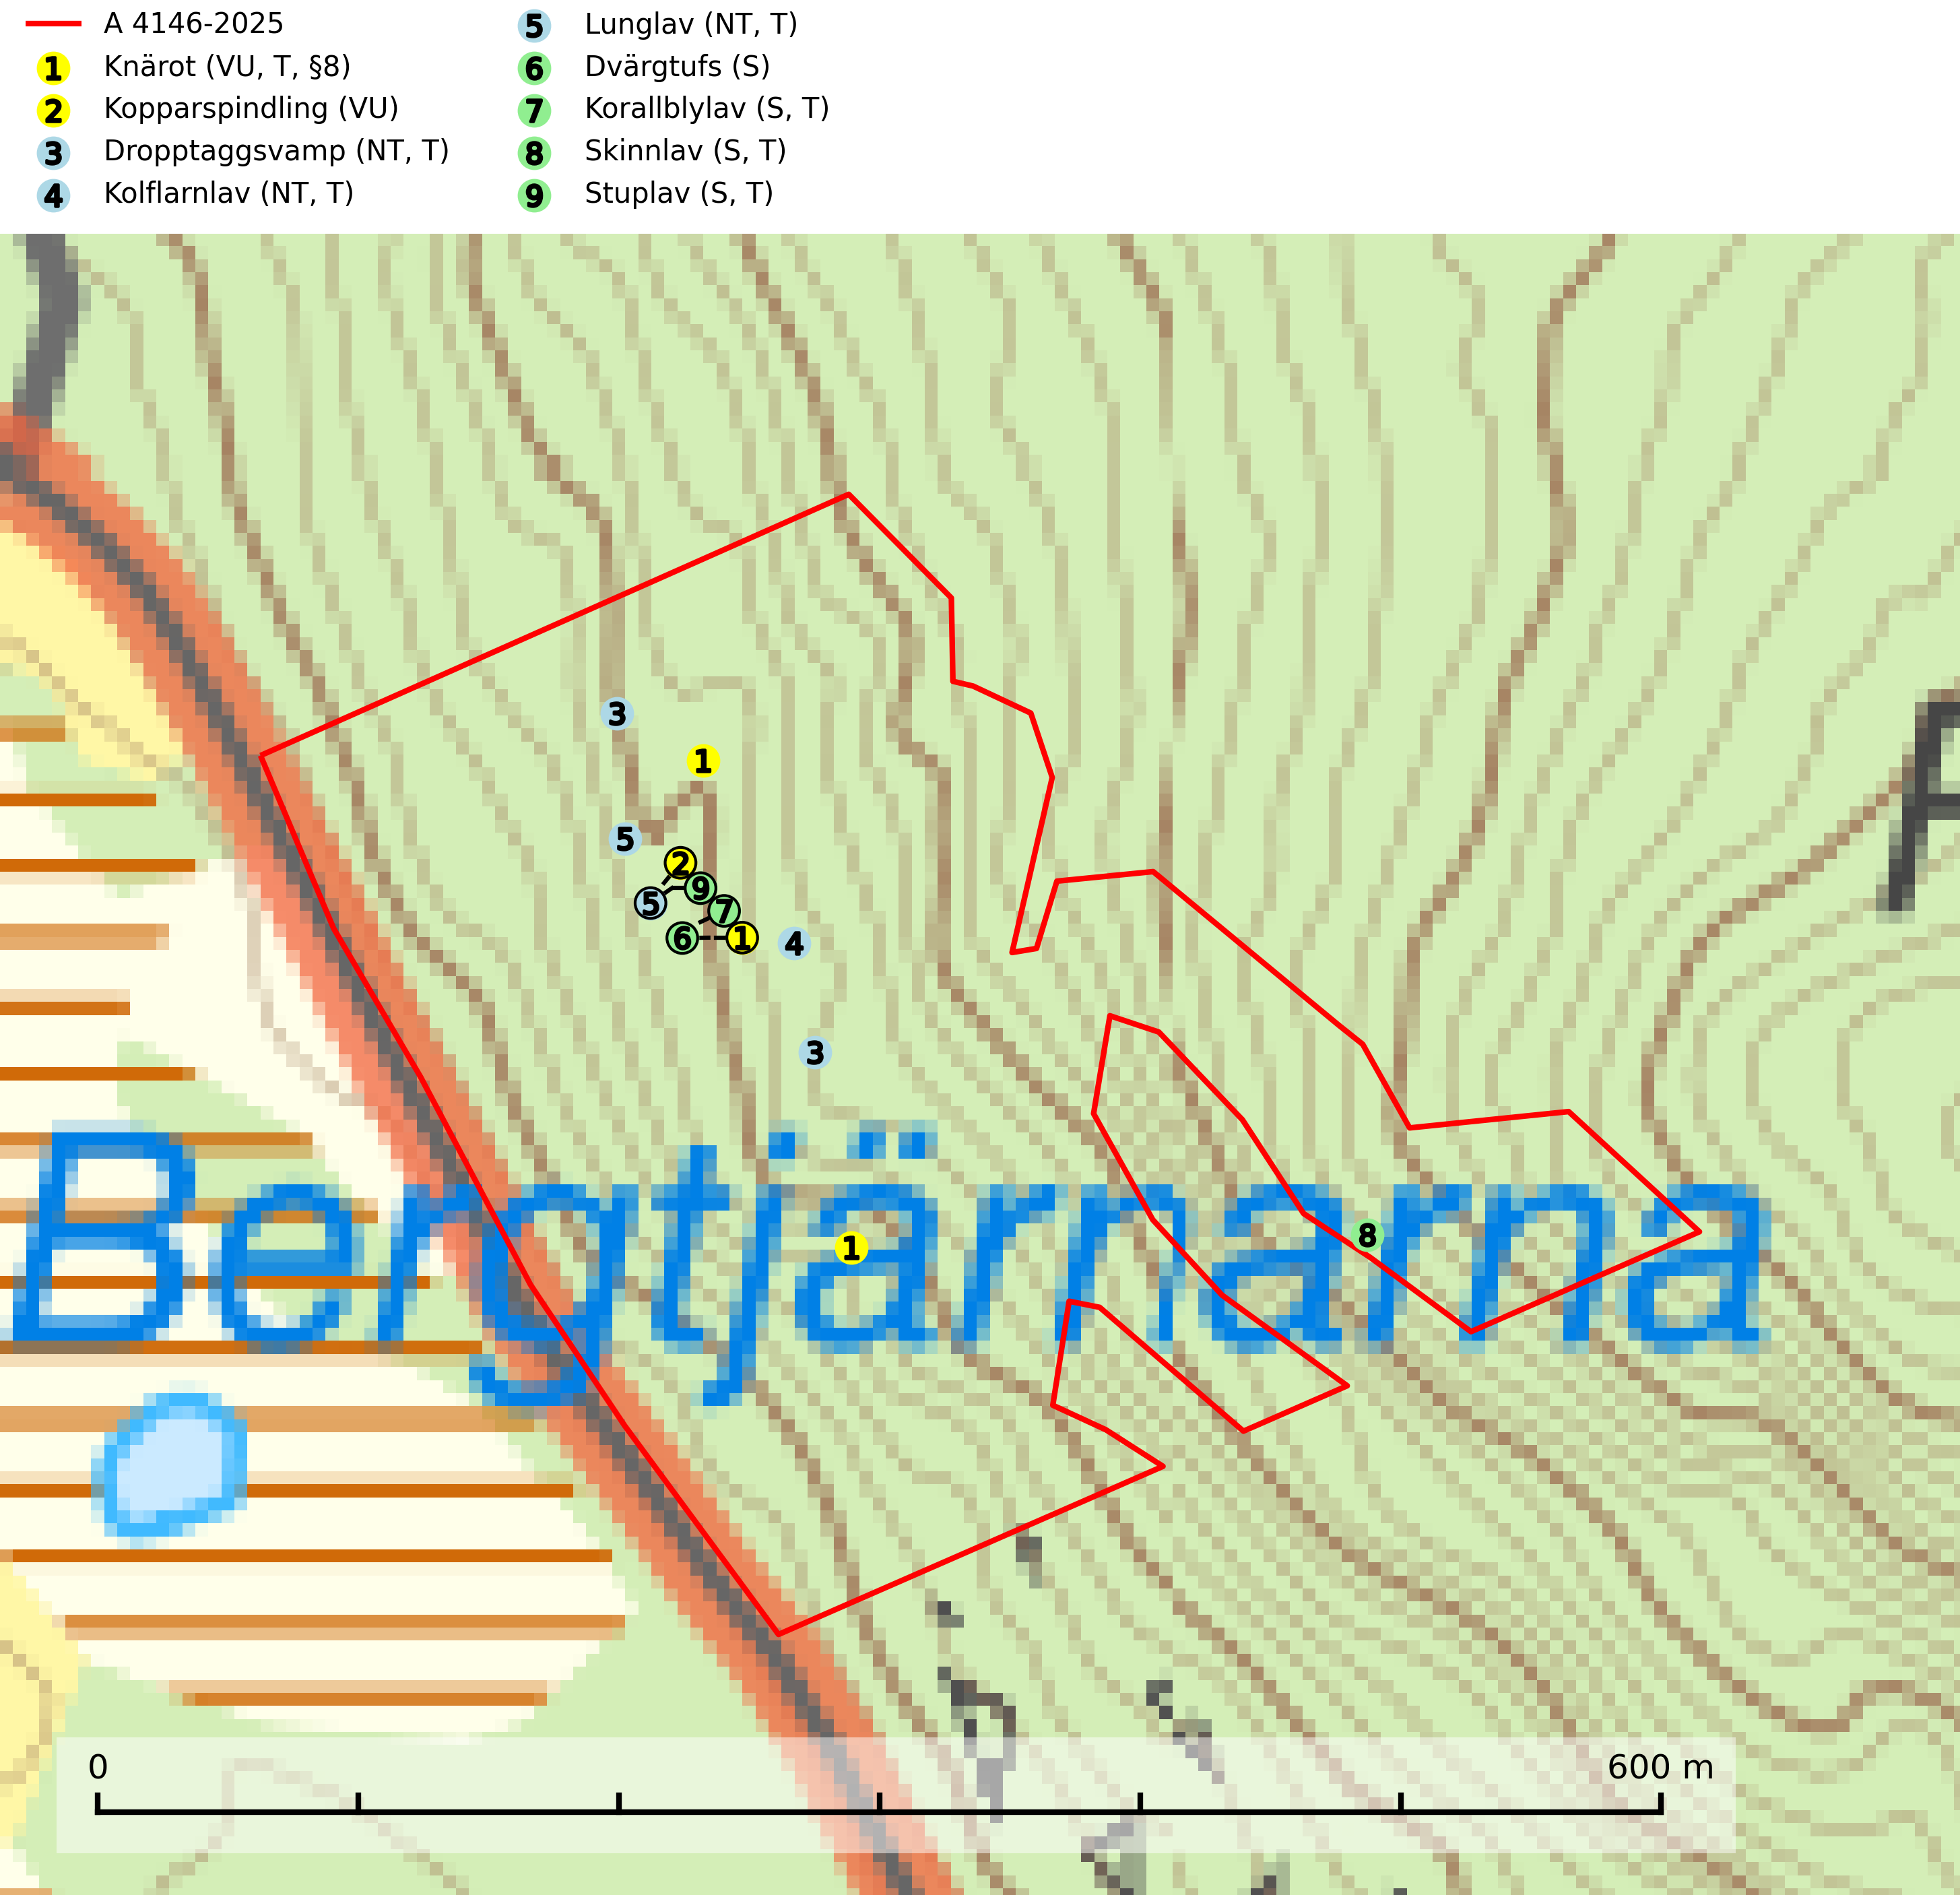 A 4146-2025
1 Knärot (VU, T, §8)
2 Kopparspindling (VU)
3 Dropptaggsvamp (NT, T)
4 Kolflarnlav (NT, T)
5 Lunglav (NT, T)
6 Dvärgtufs (S)
7 Korallblylav (S, T)
8 Skinnlav (S, T)
9 Stuplav (S, T)
3
1
5
2
9
5
7
6
1
4
3
Bergtjärnarna
1
8
0
600 m